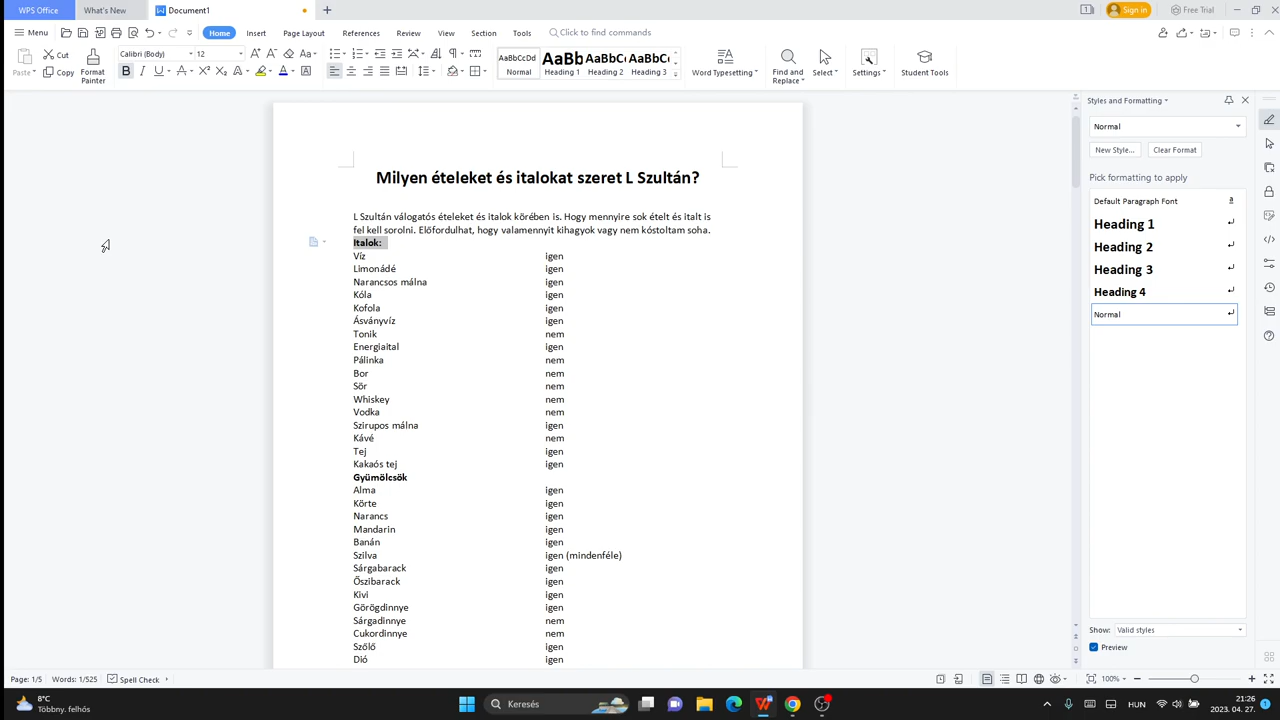 WPS Office What's New Document1 Sign in Free Trial
Menu Home Insert Page Layout References Review View Section Tools Click to find commands
Paste Cut Copy Format Painter Calibri (Body) 12 AaBbCcDd Normal AaBb Heading 1 AaBb( Heading 2 AaBbC( Heading 3 Word Typesetting Find and Replace Select Settings Student Tools
Milyen ételeket és italokat szeret L Szultán?
L Szultán válogatós ételeket és italok körében is. Hogy mennyire sok ételt és italt is
fel kell sorolni. Előfordulhat, hogy valamennyit kihagyok vagy nem kóstoltam soha.
Italok:
Víz igen
Limonádé igen
Narancsos málna igen
Kóla igen
Kofola igen
Ásványvíz igen
Tonik nem
Energiaital igen
Pálinka nem
Bor nem
Sör nem
Whiskey nem
Vodka nem
Szirupos málna igen
Kávé nem
Tej igen
Kakaós tej igen
Gyümölcsök
Alma igen
Körte igen
Narancs igen
Mandarin igen
Banán igen
Szilva igen (mindenféle)
Sárgabarack igen
Őszibarack igen
Kivi igen
Görögdinnye igen
Sárgadinnye nem
Cukordinnye nem
Szőlő igen
Dió igen
Styles and Formatting
Normal
New Style... Clear Format
Pick formatting to apply
Default Paragraph Font a
Heading 1
Heading 2
Heading 3
Heading 4
Normal
Show: Valid styles
Preview
Page: 1/5 Words: 1/525 Spell Check 100%
8°C
Többny. felhős
Keresés
HUN
21:26
2023. 04. 27.